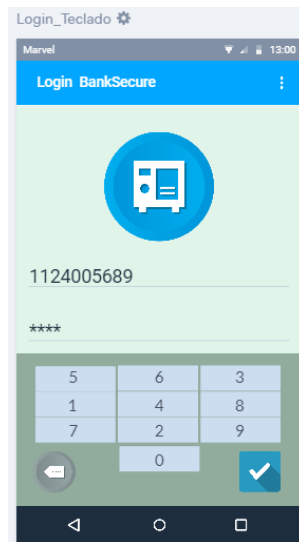 Login_Teclado
Marvel 13:00
Login BankSecure
1124005689
****
5 6 3
1 4 8
7 2 9
0